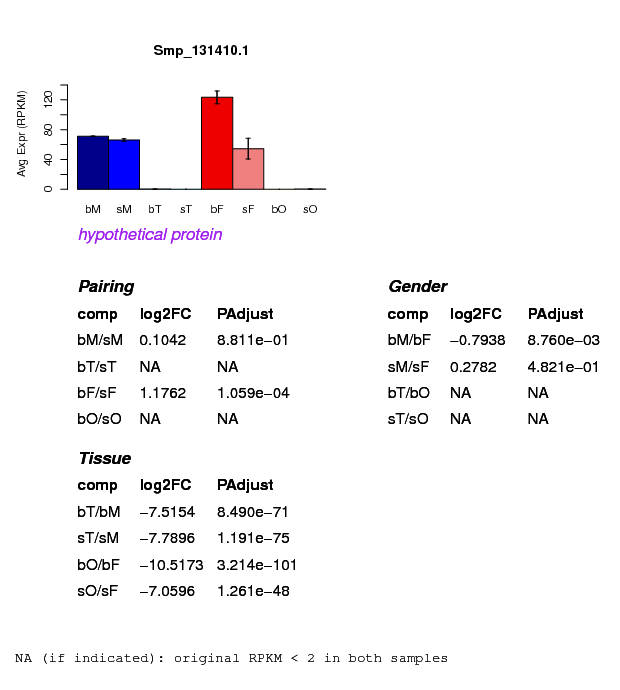 Smp_131410.1
Avg Expr (RPKM)
0 40 80 120
bM sM bT sT bF sF bO sO
hypothetical protein
Pairing
comp log2FC PAdjust
bM/sM 0.1042 8.811e−01
bT/sT NA NA
bF/sF 1.1762 1.059e−04
bO/sO NA NA
Gender
comp log2FC PAdjust
bM/bF −0.7938 8.760e−03
sM/sF 0.2782 4.821e−01
bT/bO NA NA
sT/sO NA NA
Tissue
comp log2FC PAdjust
bT/bM −7.5154 8.490e−71
sT/sM −7.7896 1.191e−75
bO/bF −10.5173 3.214e−101
sO/sF −7.0596 1.261e−48
NA (if indicated): original RPKM < 2 in both samples